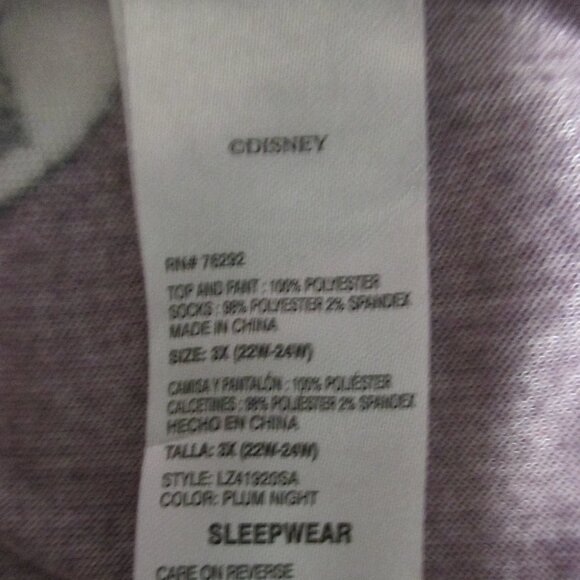 ©DISNEY
RN# 76292
TOP AND PANT : 100% POLYESTER
SOCKS : 98% POLYESTER 2% SPANDEX
MADE IN CHINA
SIZE: 3X (22W-24W)
CAMISA Y PANTALÓN : 100% POLIÉSTER
CALCETINES : 98% POLIÉSTER 2% SPANDEX
HECHO EN CHINA
TALLA: 3X (22W-24W)
STYLE: LZ41920SA
COLOR: PLUM NIGHT
SLEEPWEAR
CARE ON REVERSE